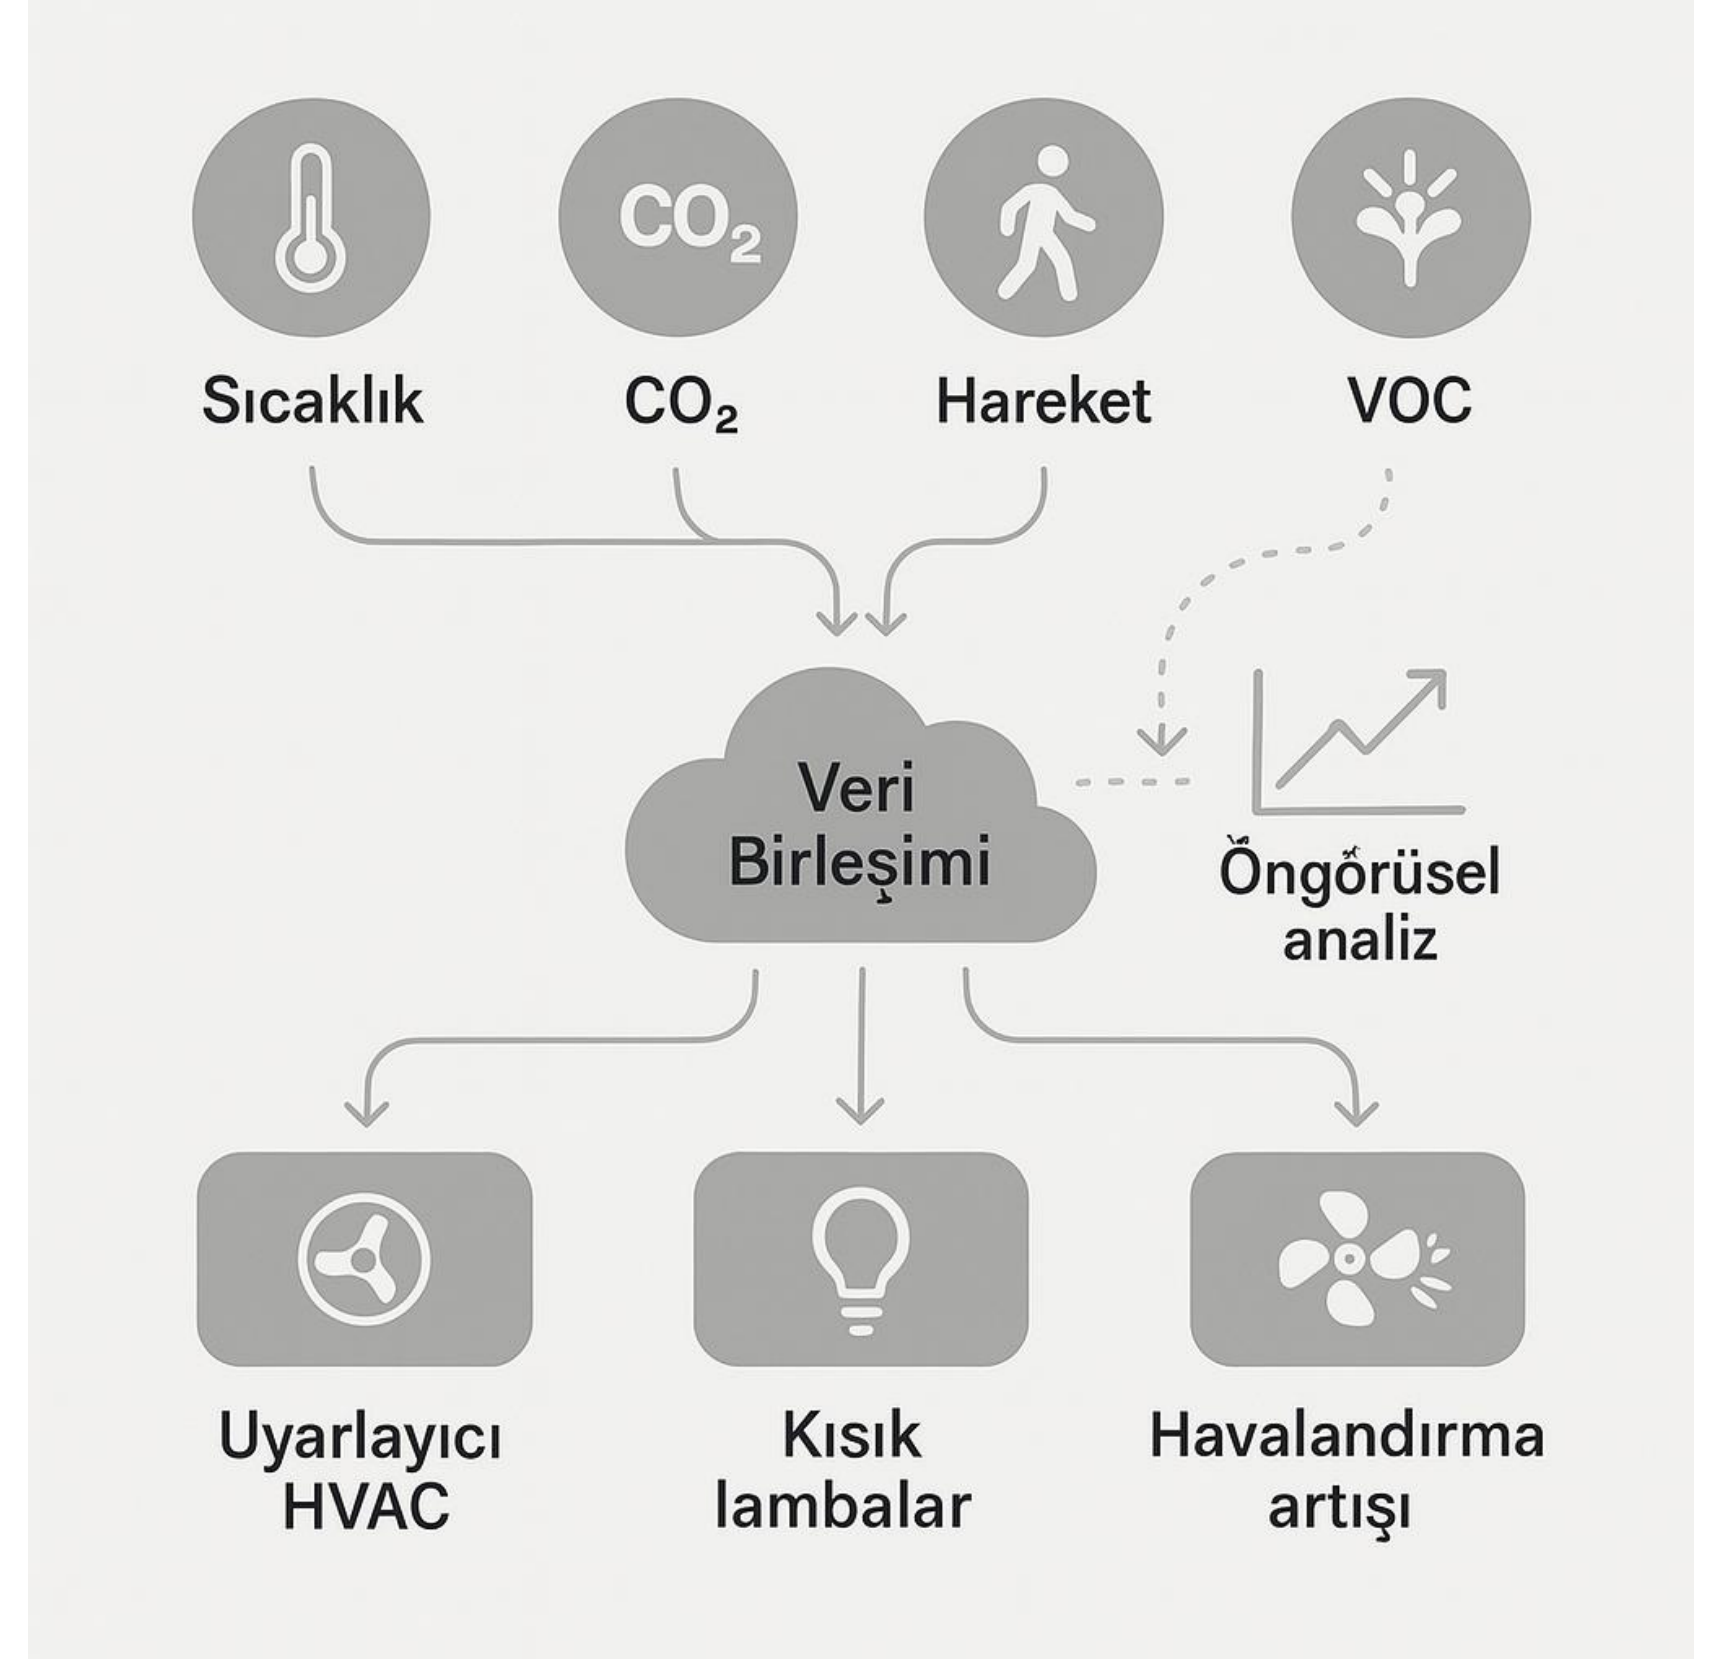 CO₂
Sıcaklık
CO₂
Hareket
VOC
Veri
Birleşimi
Öngörüsel
analiz
Uyarlayıcı
HVAC
Kısık
lambalar
Havalandırma
artışı